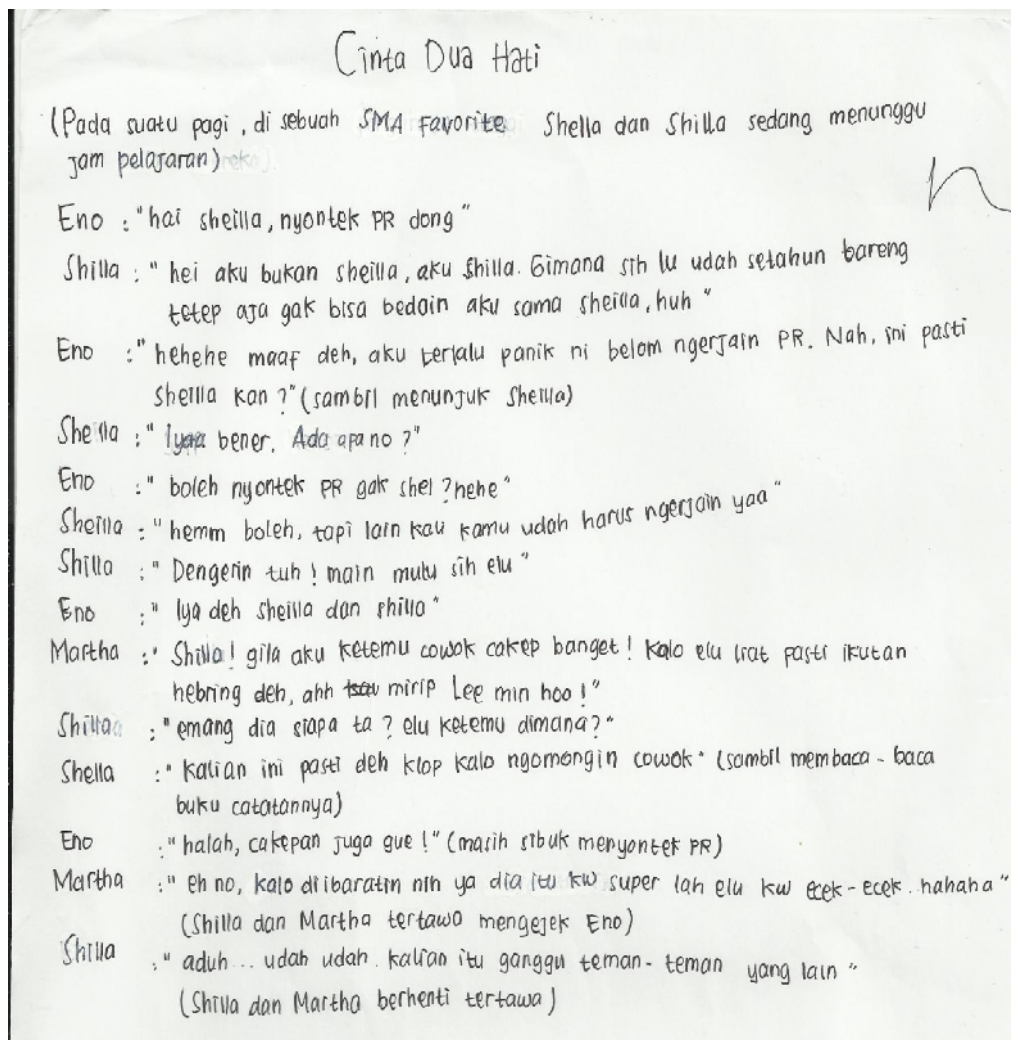 Cinta Dua Hati
(Pada suatu pagi, di sebuah SMA Favorite Shella dan Shilla sedang menunggu
jam pelajaran)
Eno : "hai sheilla, nyontek PR dong"
Shilla : "hei aku bukan sheilla, aku shilla. Gimana sih lu udah setahun bareng
tetep aja gak bisa bedain aku sama sheilla, huh"
Eno : "hehehe maaf deh, aku terlalu panik ni belom ngerjain PR. Nah, ini pasti
Sheilla kan ?" (sambil menunjuk Sheilla)
Sheilla : "Iyaa bener. Ada apa no ?"
Eno : "boleh nyontek PR gak shel ? hehe"
Sheilla : "hemm boleh, tapi lain kali kamu udah harus ngerjain yaa"
Shilla : "Dengerin tuh ! main mulu sih elu"
Eno : "Iya deh sheilla dan shilla"
Martha : "Shilla ! gila aku ketemu cowok cakep banget ! Kalo elu liat pasti ikutan
hebring deh, ahh mirip Lee min hoo !"
Shilla : "emang dia siapa ta ? elu ketemu dimana ?"
Shella : "Kalian ini pasti deh klop kalo ngomongin cowok" (sambil membaca - baca
buku catatannya)
Eno : "halah, cakepan juga gue !" (masih sibuk menyontek PR)
Martha : "eh no, kalo diibaratin nih ya dia itu kw super lah elu kw ecek-ecek. hahaha"
(Shilla dan Martha tertawa mengejek Eno)
Shilla : "aduh... udah udah. kalian itu ganggu teman-teman yang lain"
(Shilla dan Martha berhenti tertawa)